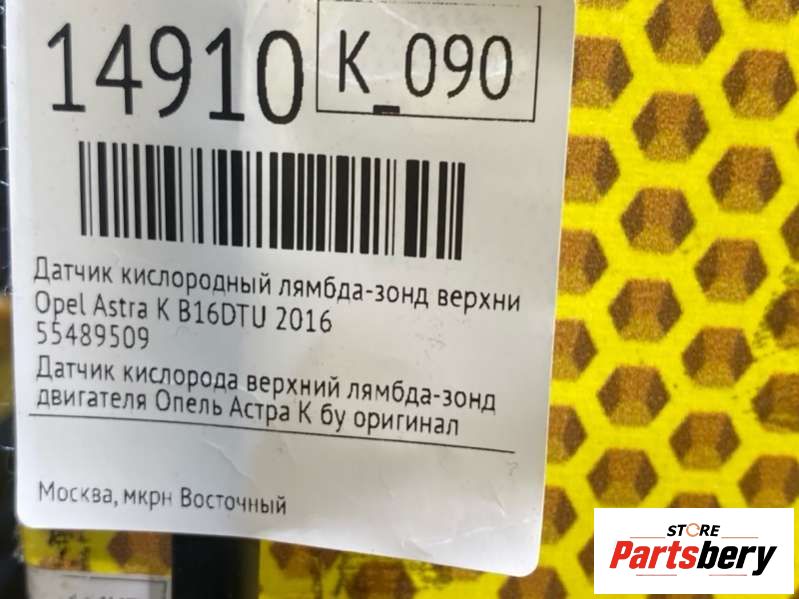 14910
K_090
Датчик кислородный лямбда-зонд верхни
Opel Astra K B16DTU 2016
55489509
Датчик кислорода верхний лямбда-зонд
двигателя Опель Астра К бу оригинал
Москва, мкрн Восточный
STORE
Partsbery